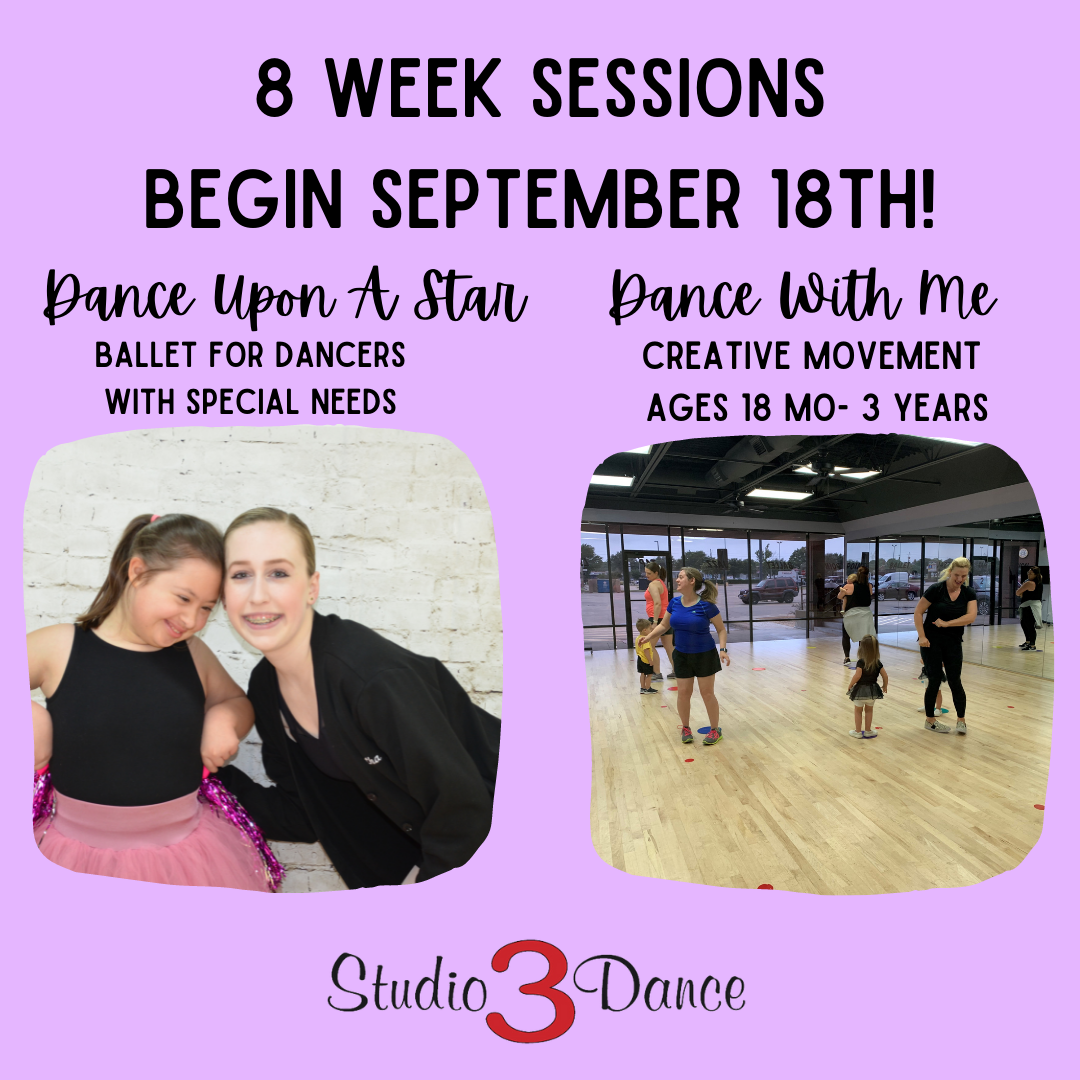 8 WEEK SESSIONS
BEGIN SEPTEMBER 18TH!
Dance Upon A Star
BALLET FOR DANCERS
WITH SPECIAL NEEDS
Dance With Me
CREATIVE MOVEMENT
AGES 18 MO- 3 YEARS
Studio 3 Dance